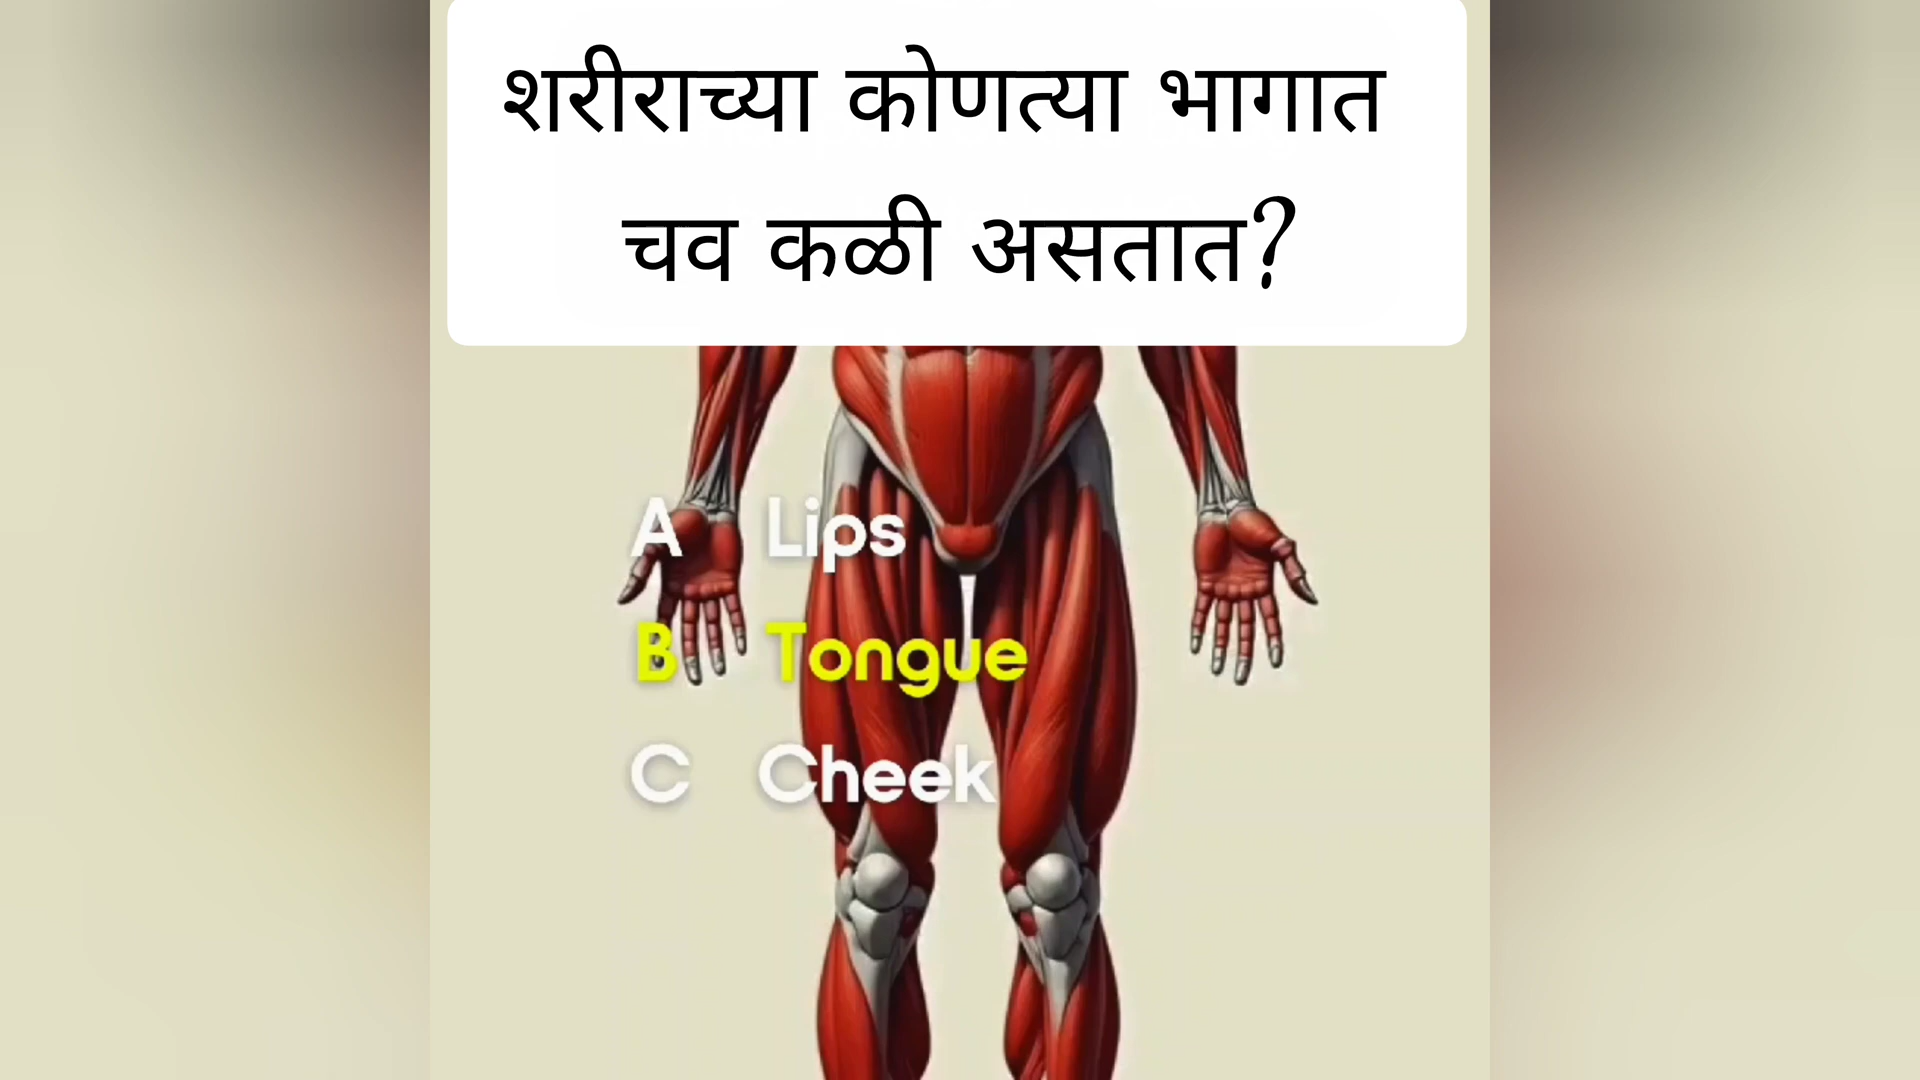 शरीराच्या कोणत्या भागात
चव कळी असतात?
A Lips
B Tongue
C Cheek